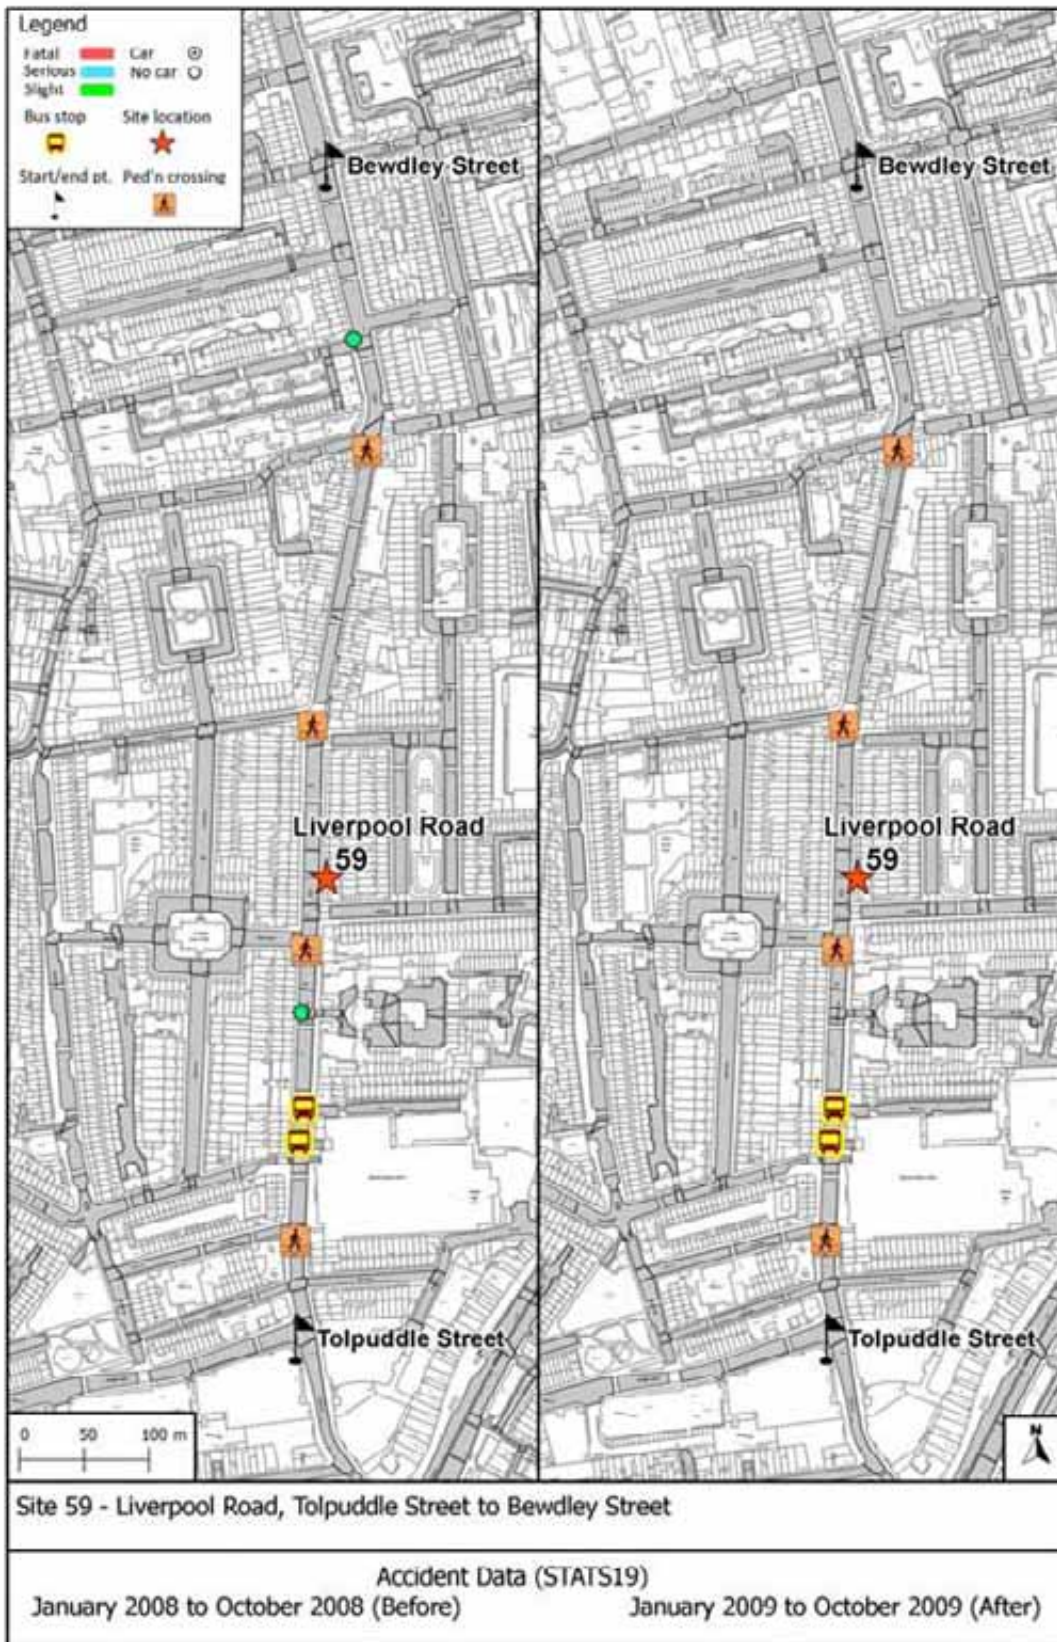 Legend
Fatal Car
Serious No car
Slight
Bus stop Site location
Start/end pt. Ped'n crossing
Bewdley Street
Bewdley Street
Liverpool Road
59
Liverpool Road
59
Tolpuddle Street
Tolpuddle Street
0 50 100 m
N
Site 59 - Liverpool Road, Tolpuddle Street to Bewdley Street
Accident Data (STATS19)
January 2008 to October 2008 (Before) January 2009 to October 2009 (After)